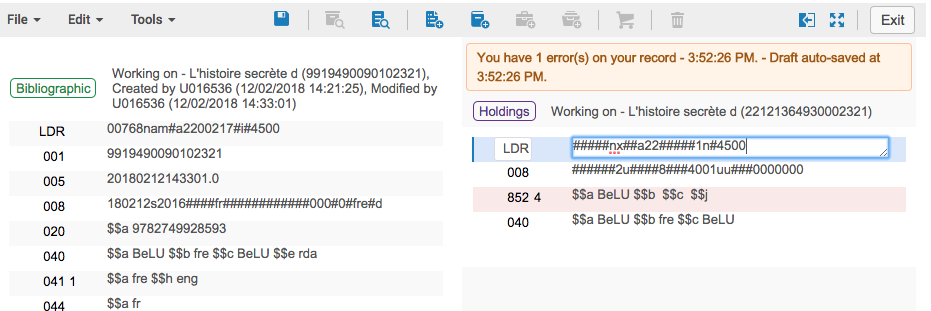 File Edit Tools Exit
Bibliographic
Working on - L'histoire secrète d (9919490090102321),
Created by U016536 (12/02/2018 14:21:25), Modified by
U016536 (12/02/2018 14:33:01)
LDR 00768nam#a2200217#i#4500
001 9919490090102321
005 20180212143301.0
008 180212s2016####fr############000#0#fre#d
020 $$a 9782749928593
040 $$a BeLU $$b fre $$c BeLU $$e rda
041 1 $$a fre $$h eng
044 $$a fr
You have 1 error(s) on your record - 3:52:26 PM. - Draft auto-saved at
3:52:26 PM.
Holdings Working on - L'histoire secrète d (22121364930002321)
LDR #####nx##a22#####1n#4500
008 ######2u####8###4001uu###0000000
852 4 $$a BeLU $$b $$c $$j
040 $$a BeLU $$b fre $$c BeLU